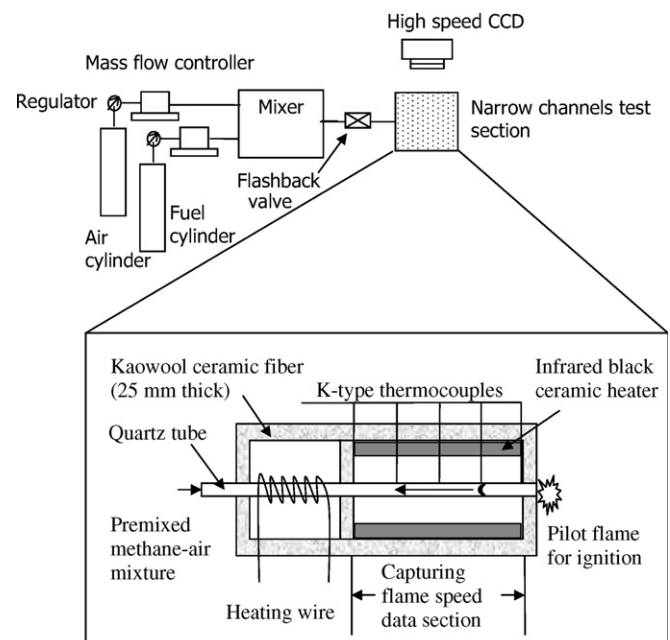 High speed CCD
Mass flow controller
Regulator
Mixer
Narrow channels test
section
Flashback
valve
Fuel
cylinder
Air
cylinder
Kaowool ceramic fiber
(25 mm thick)
Infrared black
ceramic heater
K-type thermocouples
Quartz tube
Premixed
methane-air
mixture
Pilot flame
for ignition
Heating wire
Capturing
flame speed
data section